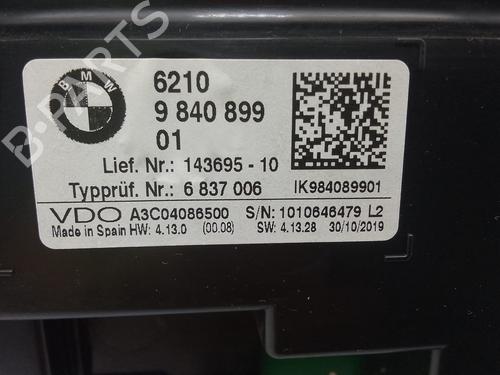 B-PARTS
BMW
6210
9 840 899
01
Lief. Nr.: 143695 - 10
Typprüf. Nr.: 6 837 006
IK984089901
VDO A3C04086500 S/N: 1010646479 L2
Made in Spain HW: 4.13.0 (00.08) SW: 4.13.28 30/10/2019